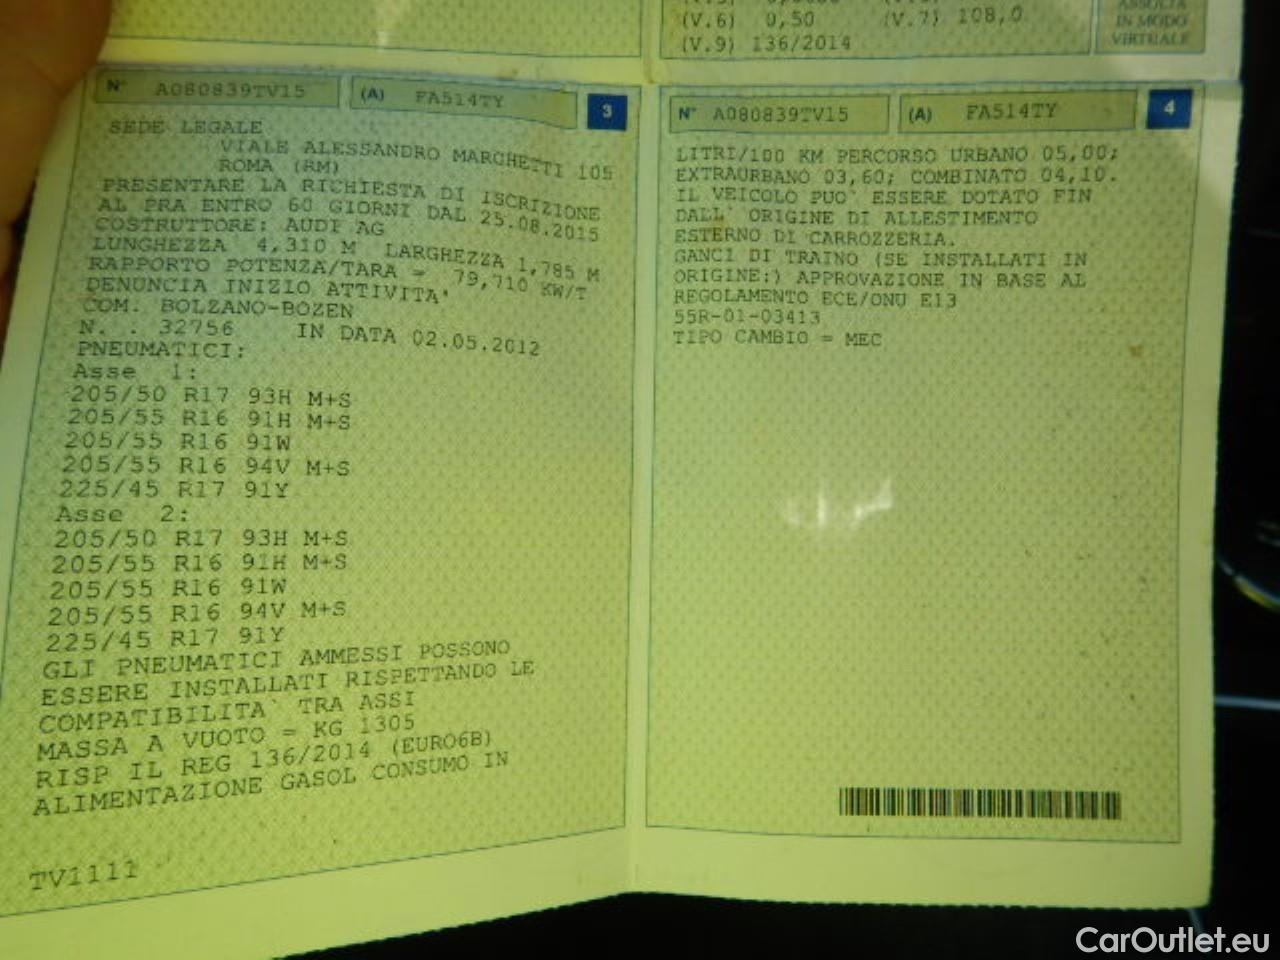 (V.6) 0,50 (V.7) 108,0
(V.9) 136/2014
ASSOLTA
IN MODO
VIRTUALE
N° A080839TV15 (A) FA514TY 3
SEDE LEGALE
VIALE ALESSANDRO MARCHETTI 105
ROMA (RM)
PRESENTARE LA RICHIESTA DI ISCRIZIONE
AL PRA ENTRO 60 GIORNI DAL 25.08.2015
COSTRUTTORE: AUDI AG
LUNGHEZZA 4,310 M LARGHEZZA 1,785 M
RAPPORTO POTENZA/TARA = 79,710 KW/T
DENUNCIA INIZIO ATTIVITA'
COM. BOLZANO-BOZEN
N. . 32756 IN DATA 02.05.2012
PNEUMATICI:
Asse 1:
205/50 R17 93H M+S
205/55 R16 91H M+S
205/55 R16 91W
205/55 R16 94V M+S
225/45 R17 91Y
Asse 2:
205/50 R17 93H M+S
205/55 R16 91H M+S
205/55 R16 91W
205/55 R16 94V M+S
225/45 R17 91Y
GLI PNEUMATICI AMMESSI POSSONO
ESSERE INSTALLATI RISPETTANDO LE
COMPATIBILITA` TRA ASSI
MASSA A VUOTO = KG 1305
RISP IL REG 136/2014 (EURO6B)
ALIMENTAZIONE GASOL CONSUMO IN
TV1111
N° A080839TV15 (A) FA514TY 4
LITRI/100 KM PERCORSO URBANO 05,00;
EXTRAURBANO 03,60; COMBINATO 04,10.
IL VEICOLO PUO` ESSERE DOTATO FIN
DALL` ORIGINE DI ALLESTIMENTO
ESTERNO DI CARROZZERIA.
GANCI DI TRAINO (SE INSTALLATI IN
ORIGINE:) APPROVAZIONE IN BASE AL
REGOLAMENTO ECE/ONU E13
55R-01-03413
TIPO CAMBIO = MEC
CarOutlet.eu